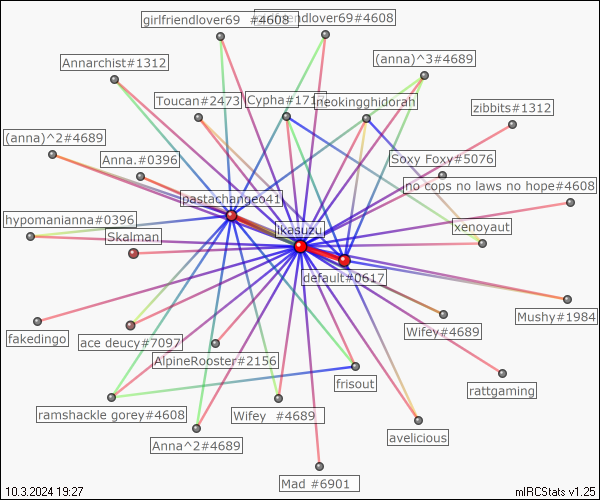 girlfriendlover69 #4608
girlfriendlover69#4608
Annarchist#1312
(anna)^3#4689
Toucan#2473
Cypha#171
neokingghidorah
zibbits#1312
(anna)^2#4689
Anna.#0396
Soxy Foxy#5076
no cops no laws no hope#4608
pastachangeo41
hypomanianna#0396
Skalman
ikasuzu
xenoyaut
default#0617
fakedingo
ace deucy#7097
Wifey#4689
Mushy#1984
AlpineRooster#2156
frisout
rattgaming
ramshackle gorey#4608
Wifey #4689
Anna^2#4689
avelicious
Mad #6901
10.3.2024 19:27
mIRCStats v1.25